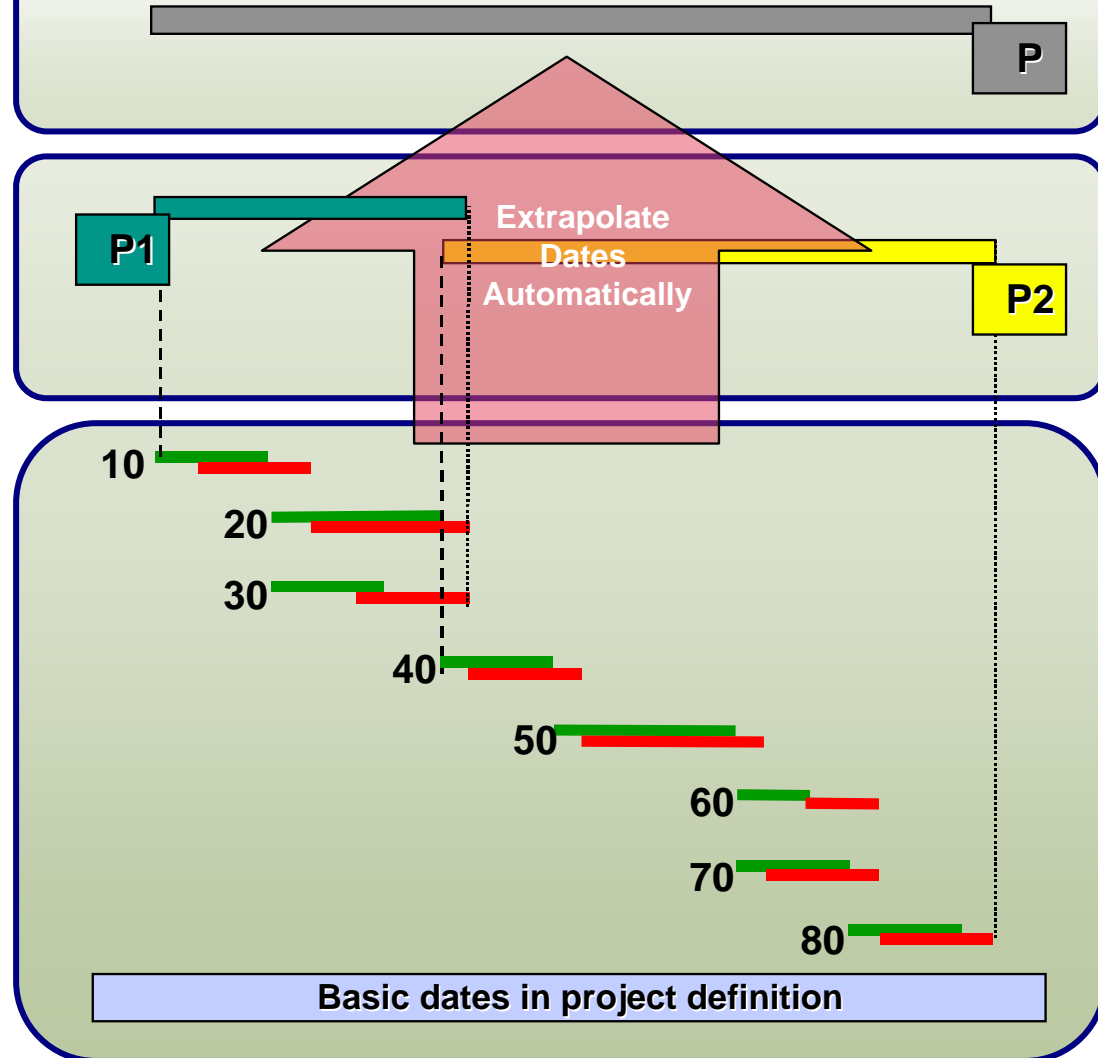 P
P1
Extrapolate
Dates
Automatically
P2
10
20
30
40
50
60
70
80
Basic dates in project definition